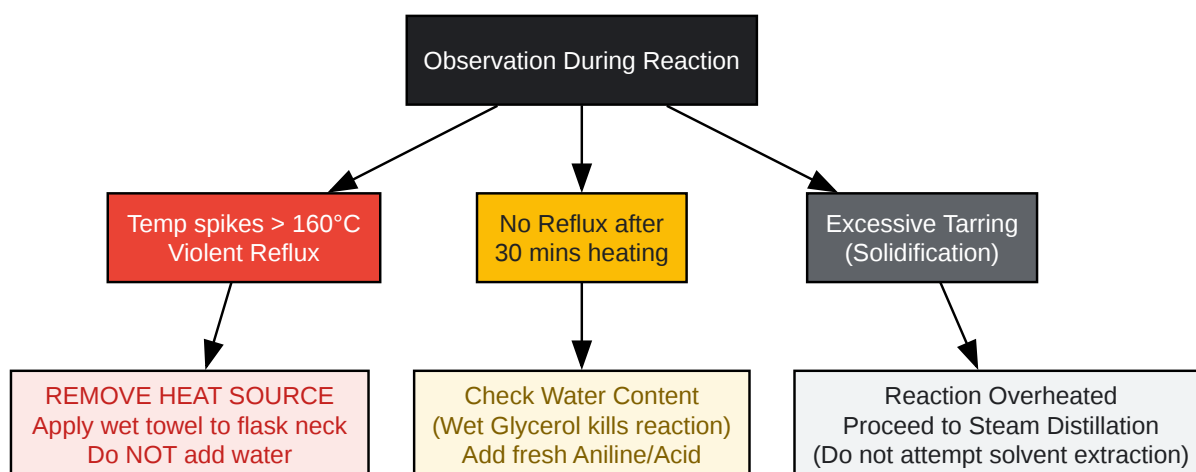 Observation During Reaction
Temp spikes > 160°C
Violent Reflux
No Reflux after
30 mins heating
Excessive Tarring
(Solidification)
REMOVE HEAT SOURCE
Apply wet towel to flask neck
Do NOT add water
Check Water Content
(Wet Glycerol kills reaction)
Add fresh Aniline/Acid
Reaction Overheated
Proceed to Steam Distillation
(Do not attempt solvent extraction)